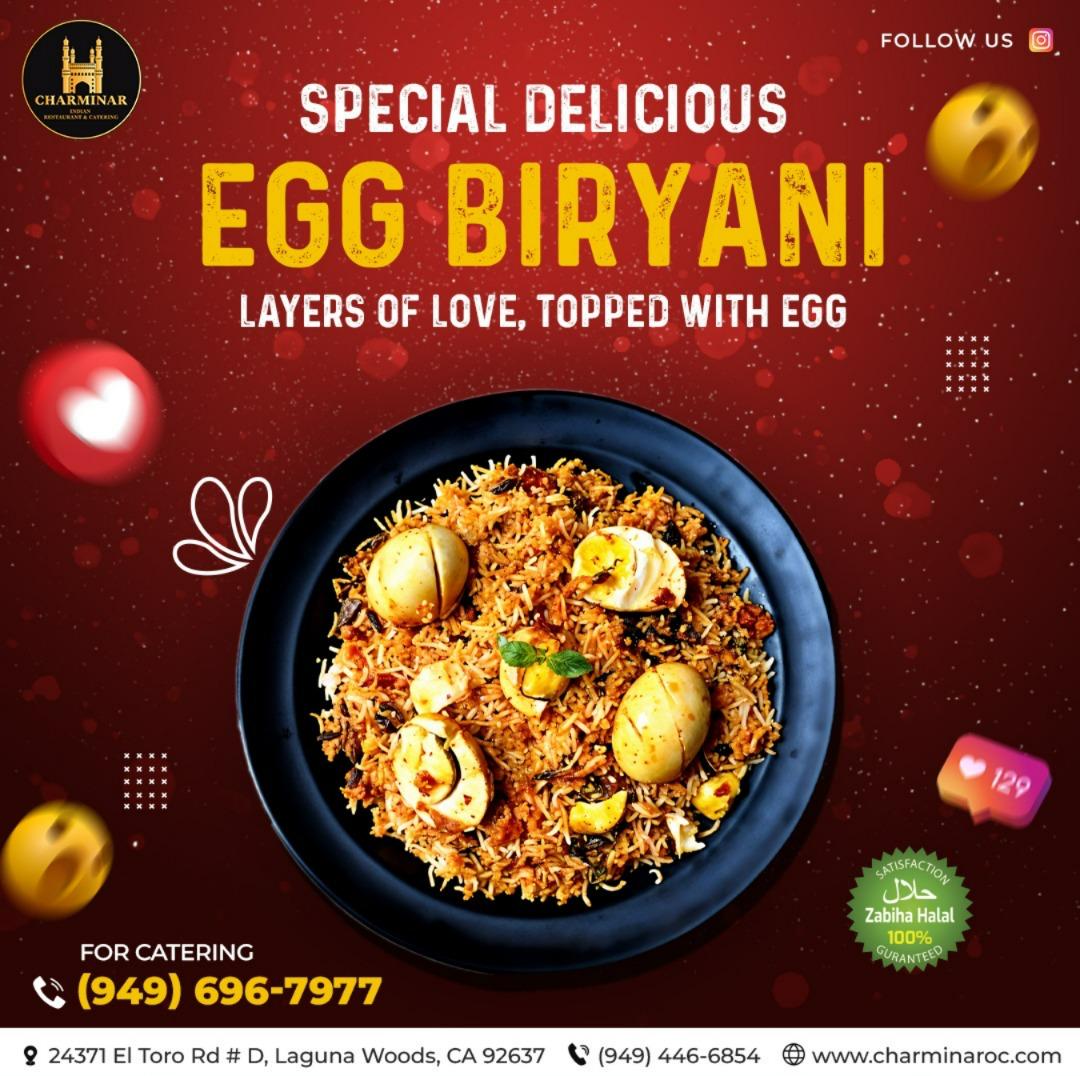 CHARMINAR
INDIAN
RESTAURANT & CATERING
FOLLOW US
SPECIAL DELICIOUS
EGG BIRYANI
LAYERS OF LOVE, TOPPED WITH EGG
129
SATISFACTION
حلال
Zabiha Halal
100%
GURANTEED
FOR CATERING
(949) 696-7977
24371 El Toro Rd # D, Laguna Woods, CA 92637 (949) 446-6854 www.charminaroc.com